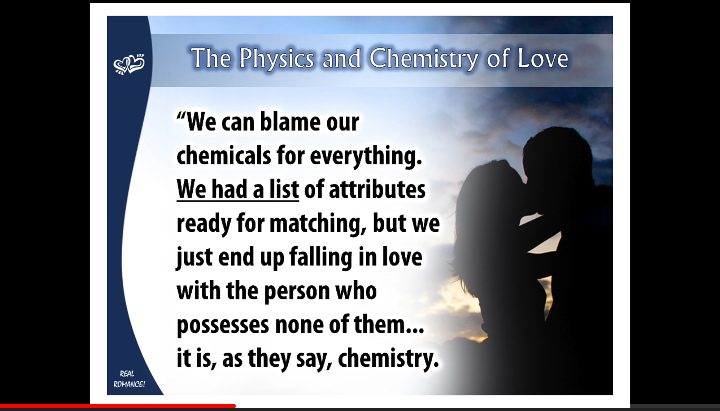 The Physics and Chemistry of Love
“We can blame our
chemicals for everything.
We had a list of attributes
ready for matching, but we
just end up falling in love
with the person who
possesses none of them...
it is, as they say, chemistry.
REAL
ROMANCE!